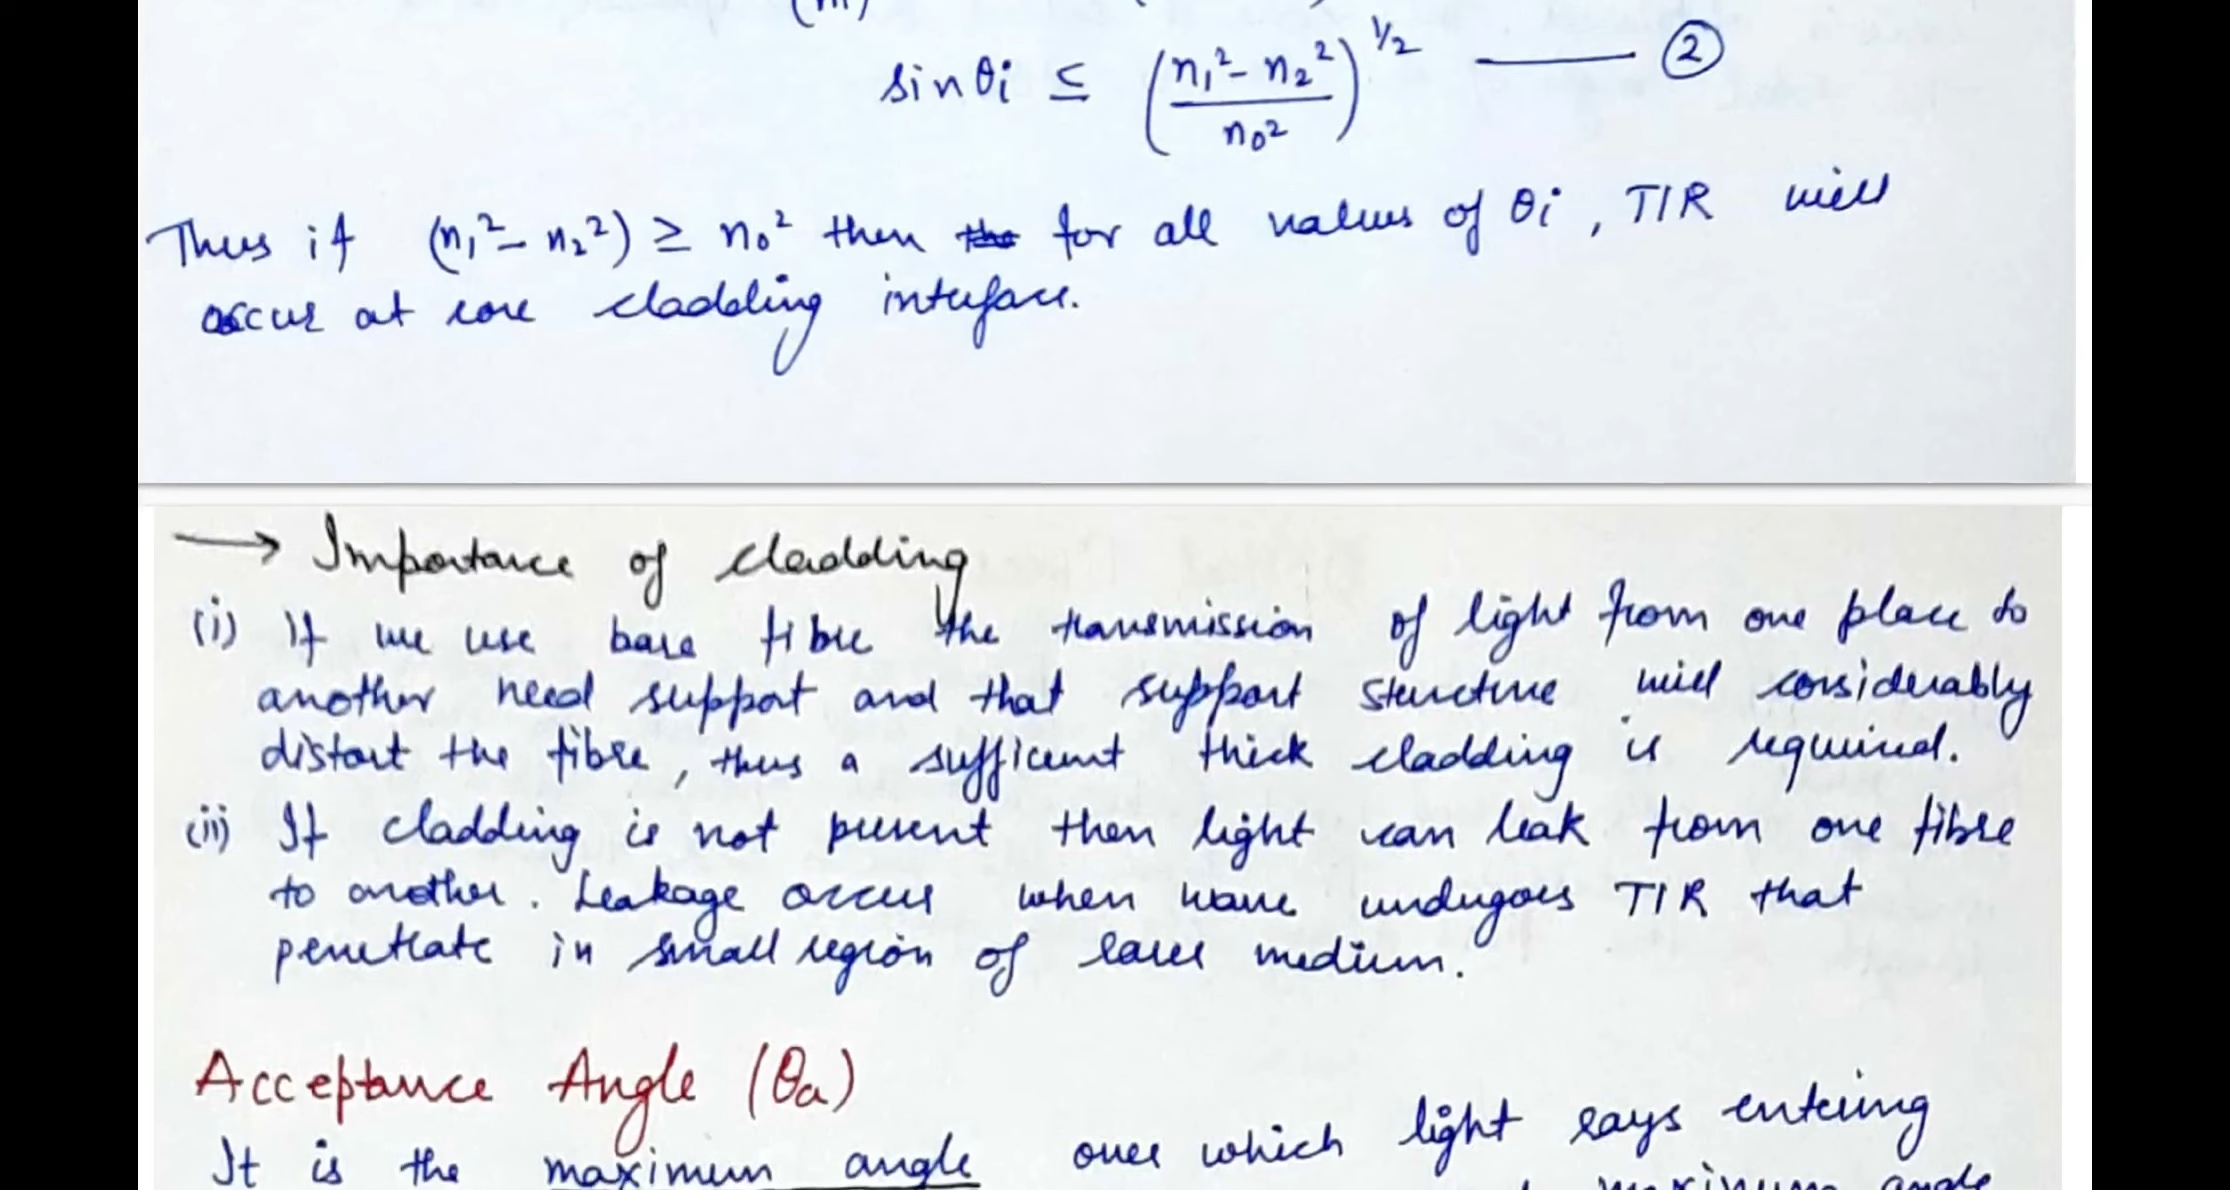 sinθi ≤ ((n₁² - n₂²)/n₀²)^1/2 —— ②
Thus if (n₁² - n₂²) ≥ n₀² then for all values of θi, TIR will
occur at core cladding interface.
→ Importance of cladding
(i) If we use bare fibre the transmission of light from one place to
another need support and that support structure will considerably
distort the fibre, thus a sufficient thick cladding is required.
(ii) If cladding is not present then light can leak from one fibre
to another. Leakage occur when wave undergoes TIR that
penetrate in small region of rarer medium.
Acceptance Angle (θa)
It is the maximum angle over which light rays entering
maximum angle